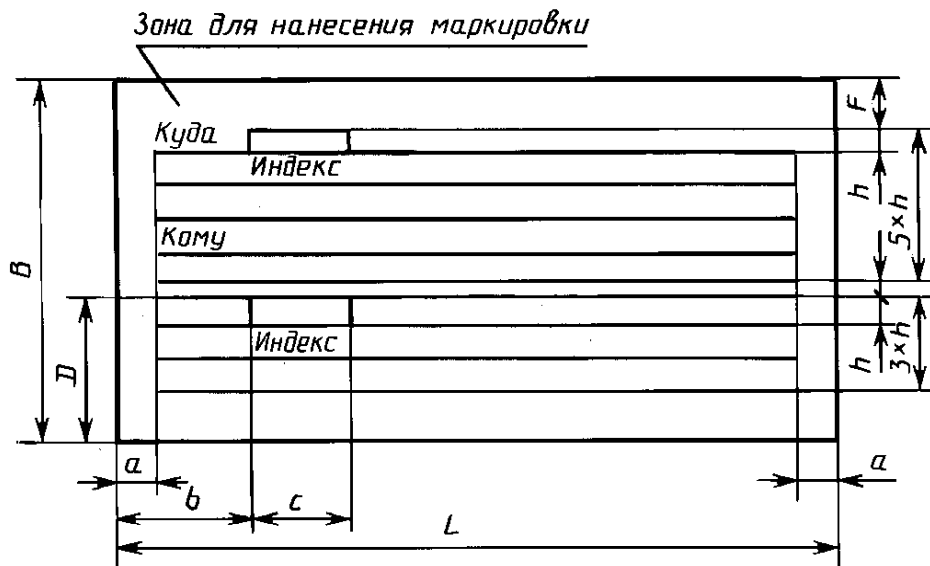 Зона для нанесения маркировки
F
Куда
Индекс
h
5×h
Кому
B
D
Индекс
h
3×h
a
a
b
c
L